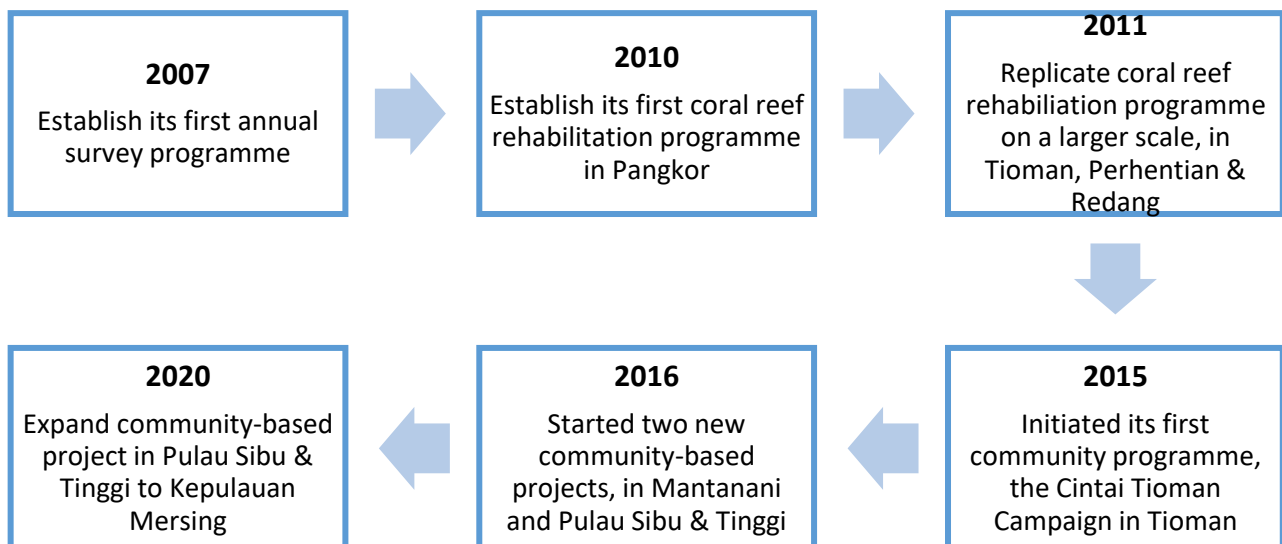 2007
Establish its first annual
survey programme
2010
Establish its first coral reef
rehabilitation programme
in Pangkor
2011
Replicate coral reef
rehabiliation programme
on a larger scale, in
Tioman, Perhentian &
Redang
2015
Initiated its first
community programme,
the Cintai Tioman
Campaign in Tioman
2016
Started two new
community-based
projects, in Mantanani
and Pulau Sibu & Tinggi
2020
Expand community-based
project in Pulau Sibu &
Tinggi to Kepulauan
Mersing